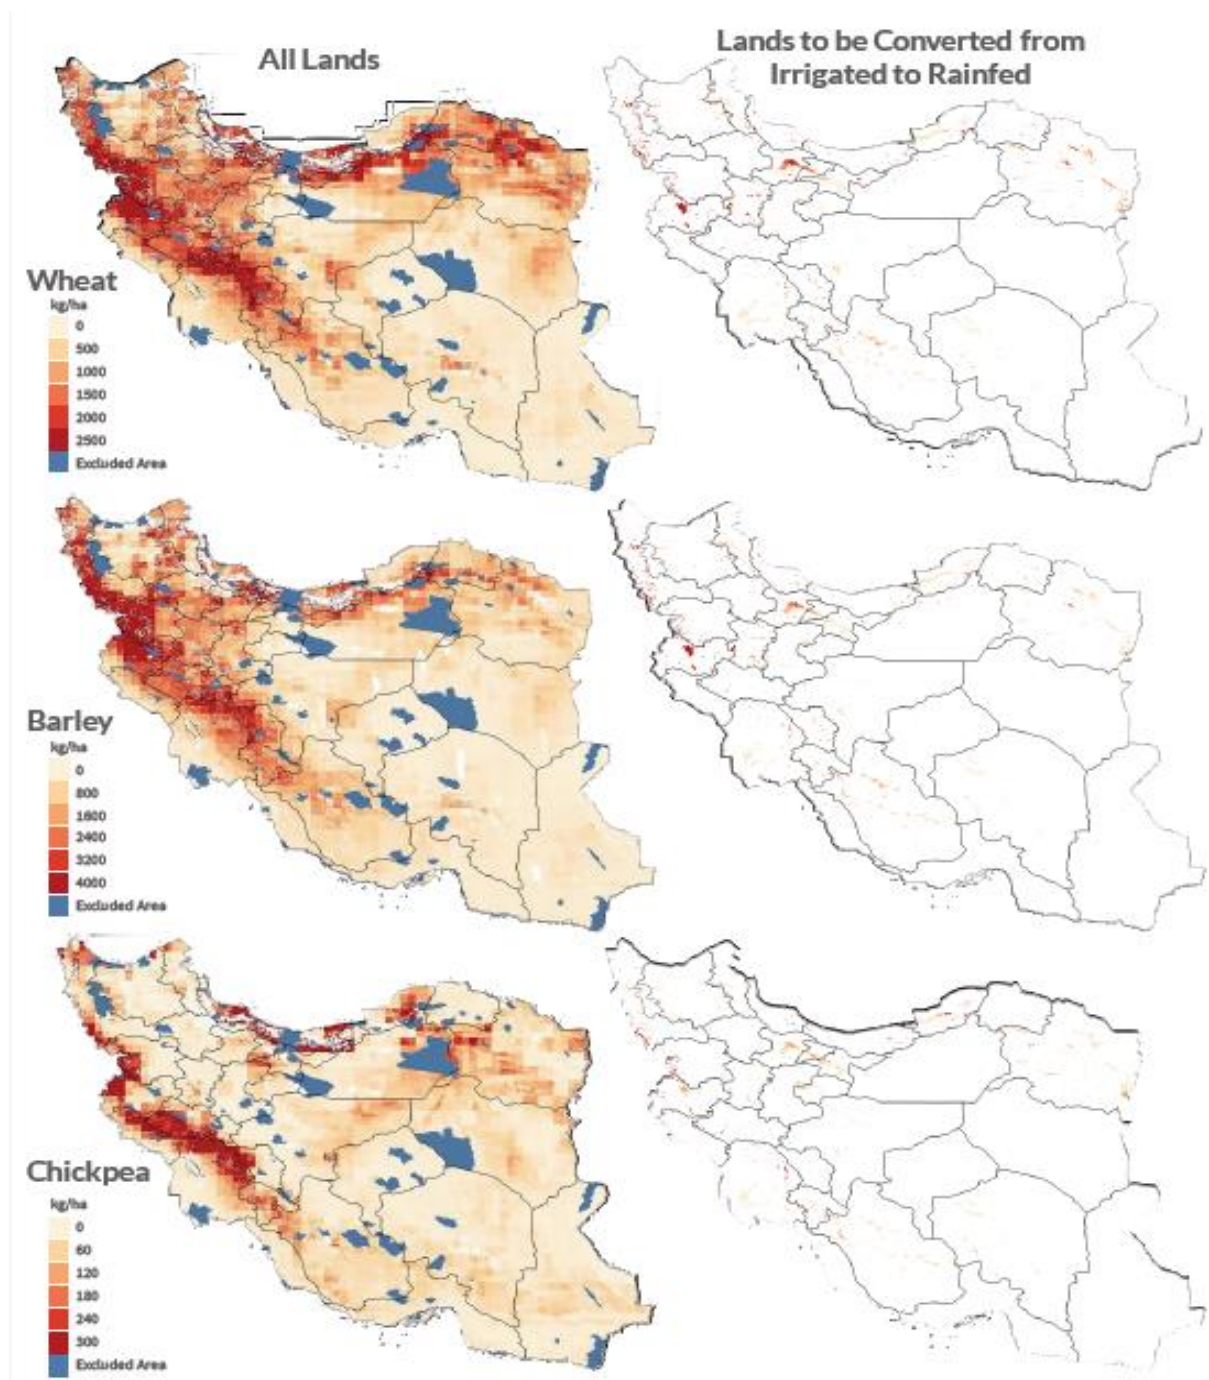 All Lands
Lands to be Converted from
Irrigated to Rainfed
Wheat
kg/ha
0
500
1000
1500
2000
2500
Excluded Area
Barley
kg/ha
0
800
1600
2400
3200
4000
Excluded Area
Chickpea
kg/ha
0
60
120
180
240
300
Excluded Area